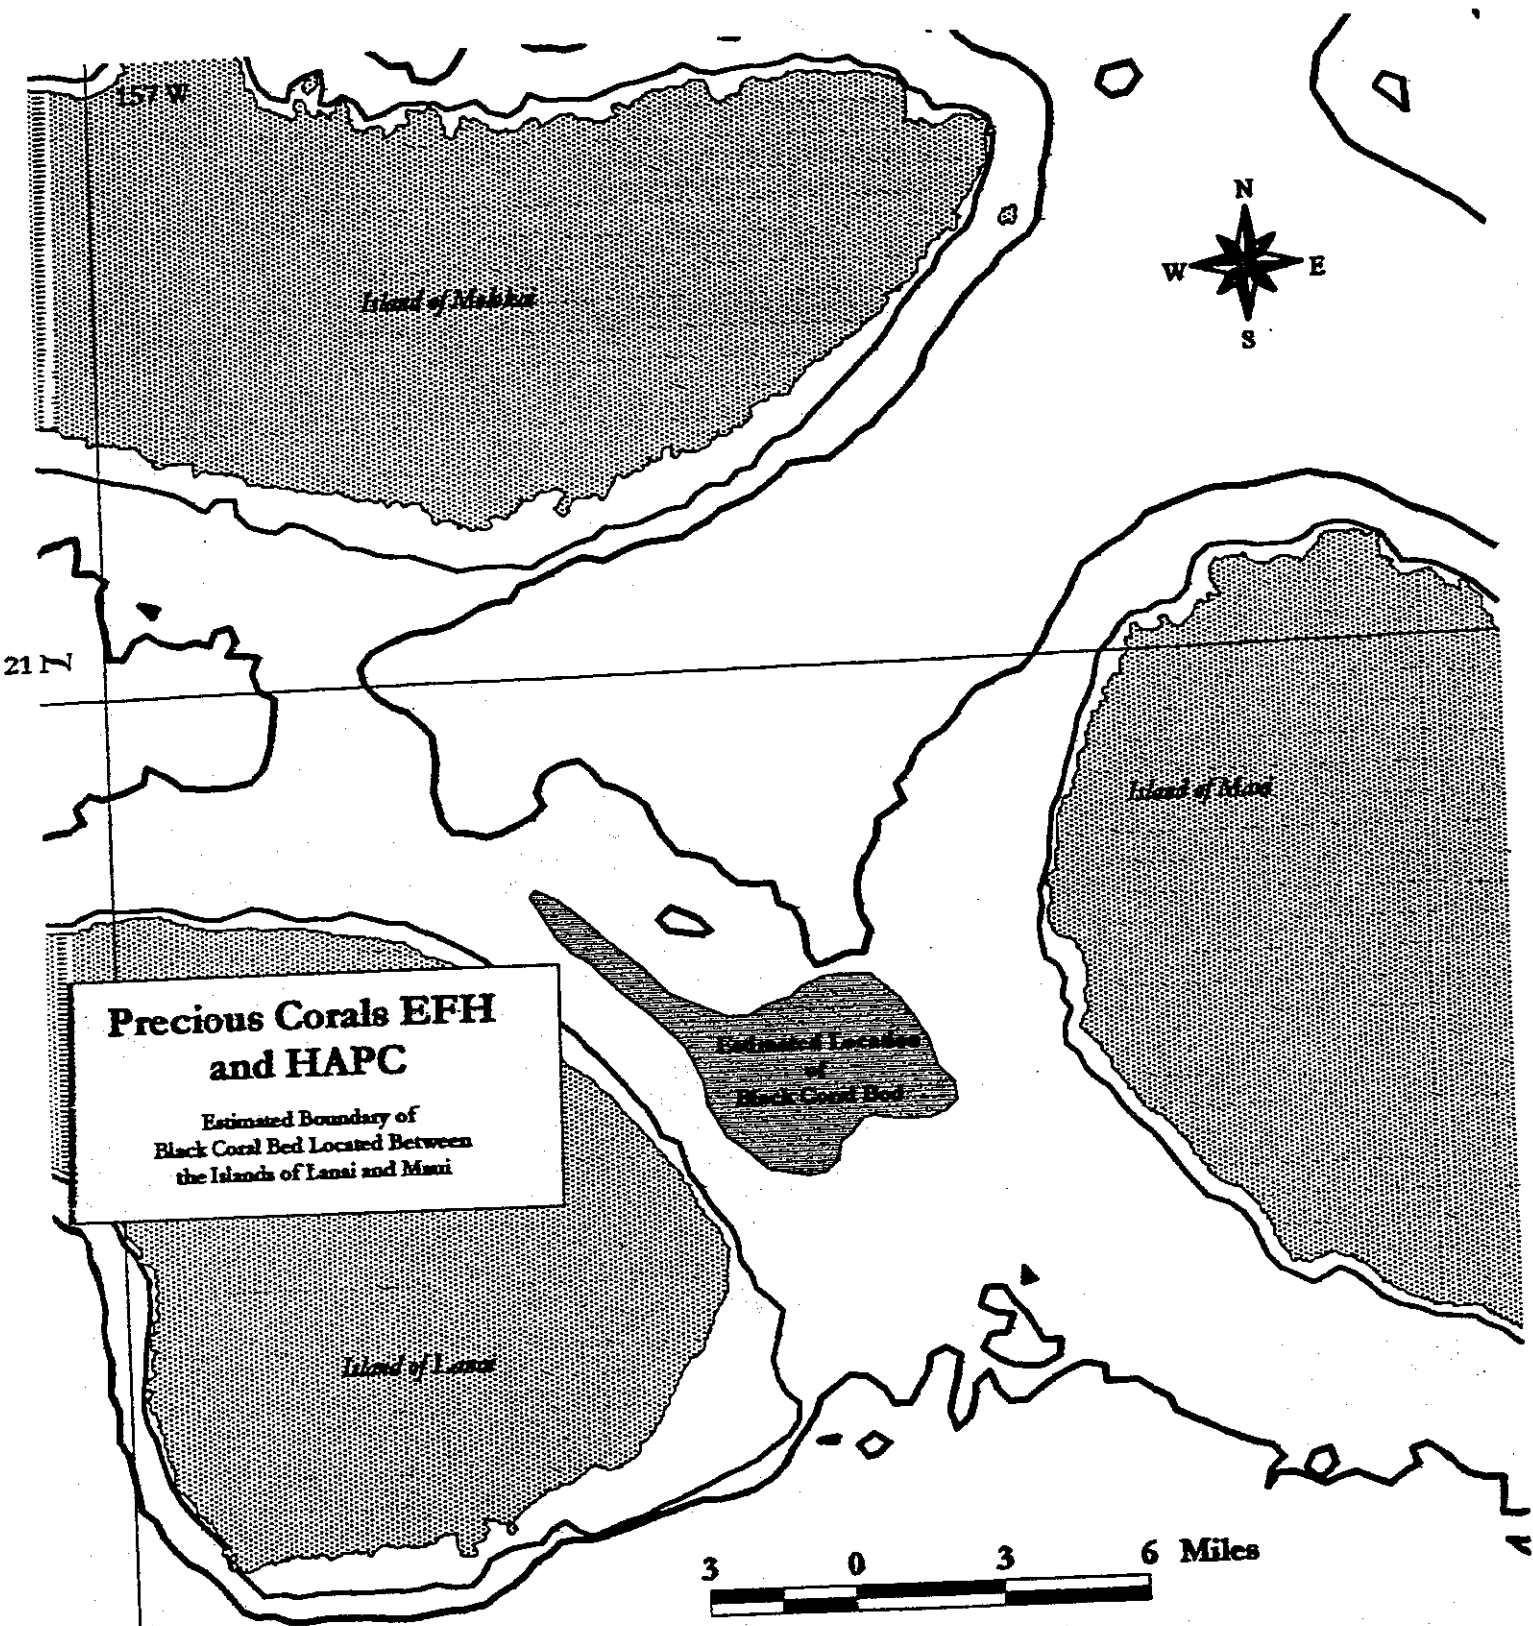 157 W
N
W E
S
Island of Molokai
21 N
Island of Maui
Precious Corals EFH
and HAPC
Estimated Boundary of
Black Coral Bed Located Between
the Islands of Lanai and Maui
Estimated Location
of
Black Coral Bed
Island of Lanai
3 0 3 6 Miles